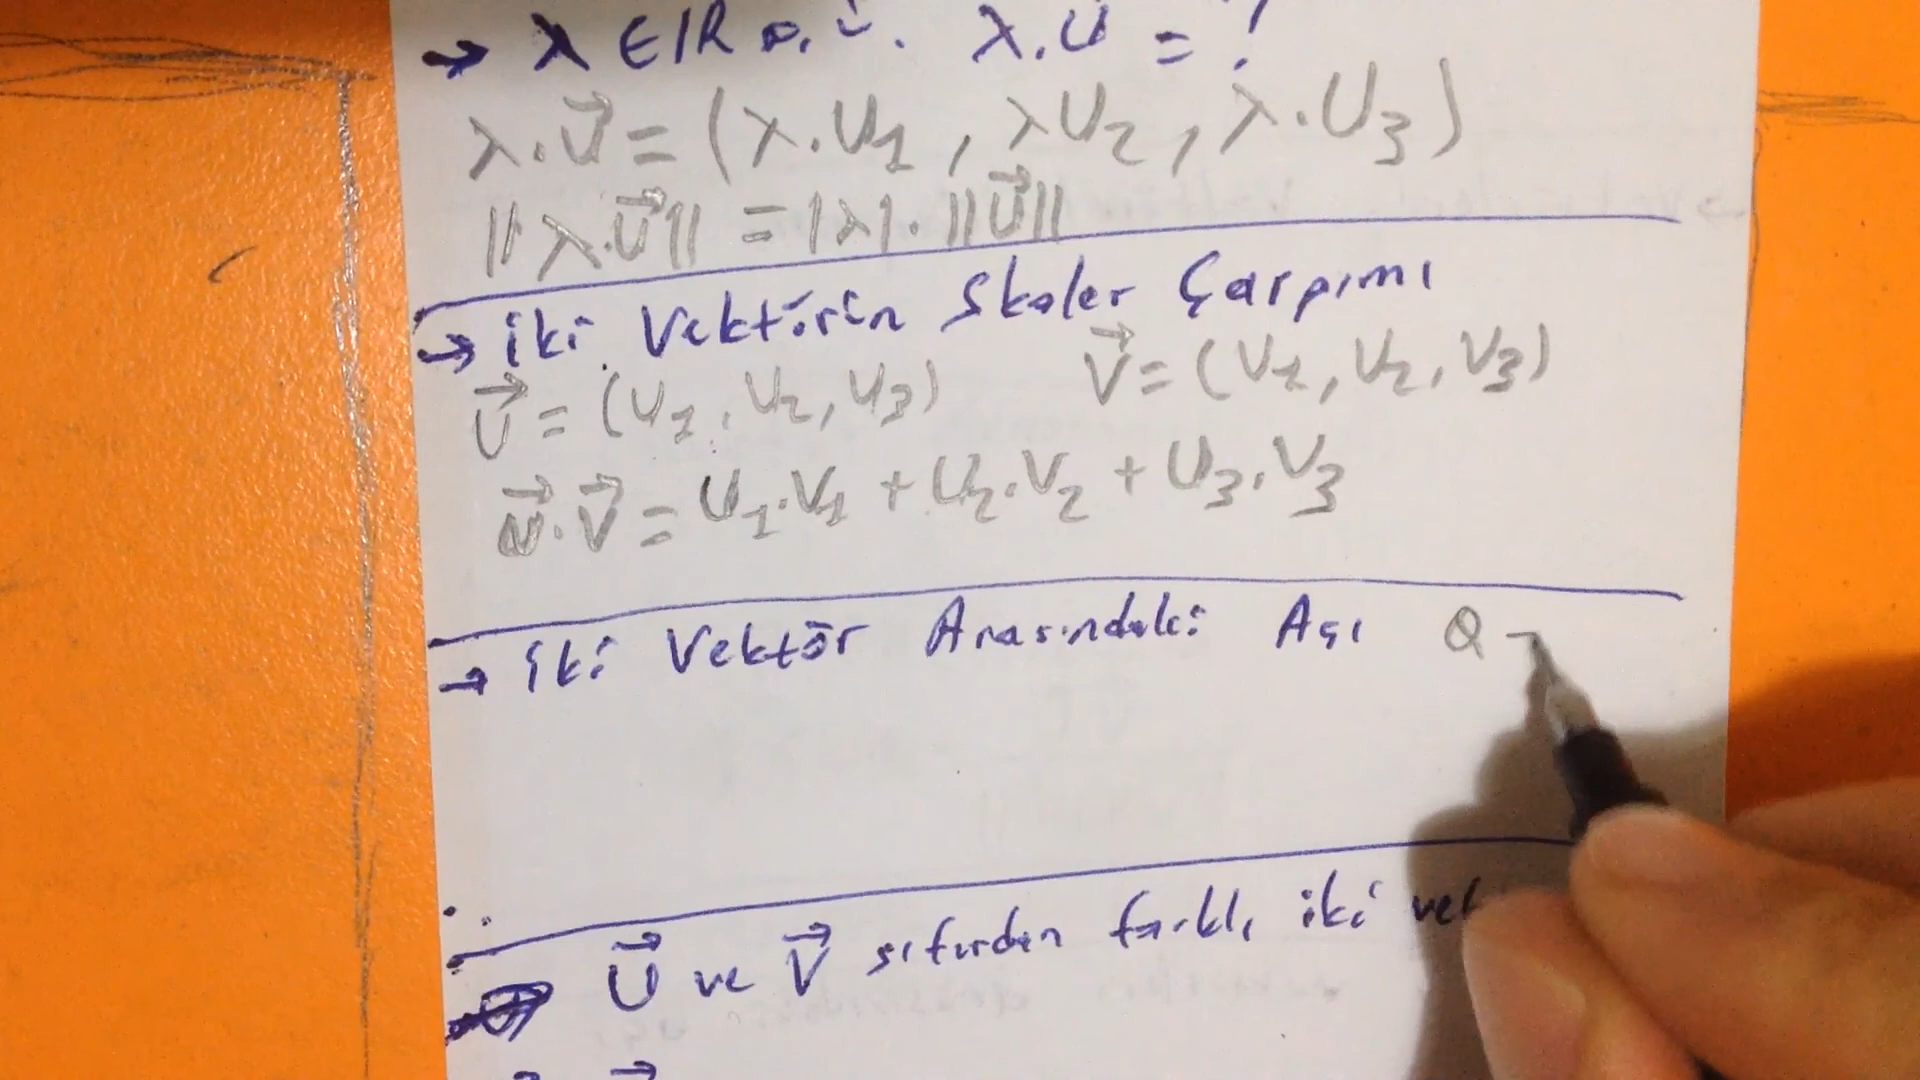 → λ ∈ IR o.ü. λ.U = ?
λ.U⃗ = (λ.U1, λU2, λ.U3)
||λ.U⃗|| = |λ|.||U⃗||
→ iki Vektörün Skaler Çarpımı
U⃗ = (U1, U2, U3) V⃗ = (V1, V2, V3)
U⃗.V⃗ = U1.V1 + U2.V2 + U3.V3
→ iki Vektör Arasındaki Açı θ
U⃗ ve V⃗ sıfırdan farklı iki vek